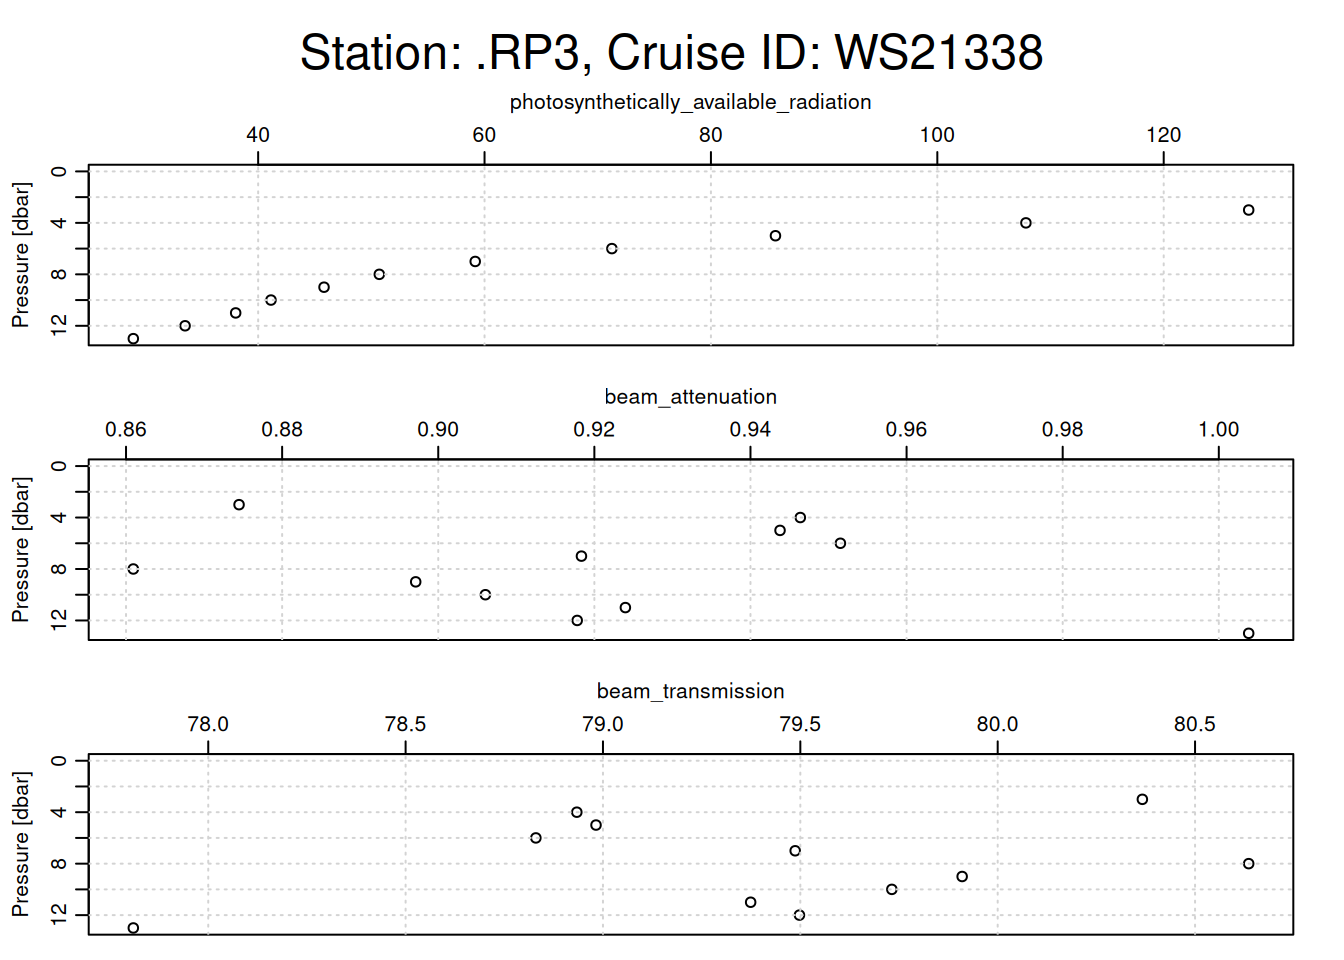 Station: .RP3, Cruise ID: WS21338
photosynthetically_available_radiation
40 60 80 100 120
Pressure [dbar]
0
4
8
12
beam_attenuation
0.86 0.88 0.90 0.92 0.94 0.96 0.98 1.00
Pressure [dbar]
0
4
8
12
beam_transmission
78.0 78.5 79.0 79.5 80.0 80.5
Pressure [dbar]
0
4
8
12